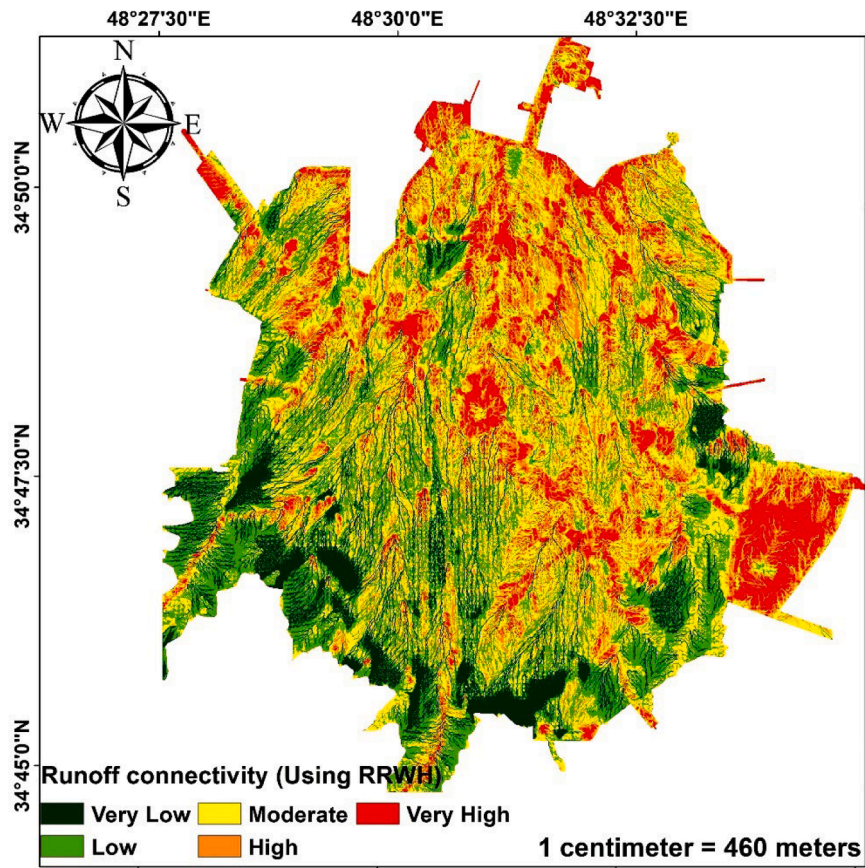 48°27'30"E 48°30'0"E 48°32'30"E
N
W E
S
34°50'0"N
34°47'30"N
34°45'0"N
Runoff connectivity (Using RRWH)
Very Low Moderate Very High
Low High
1 centimeter = 460 meters